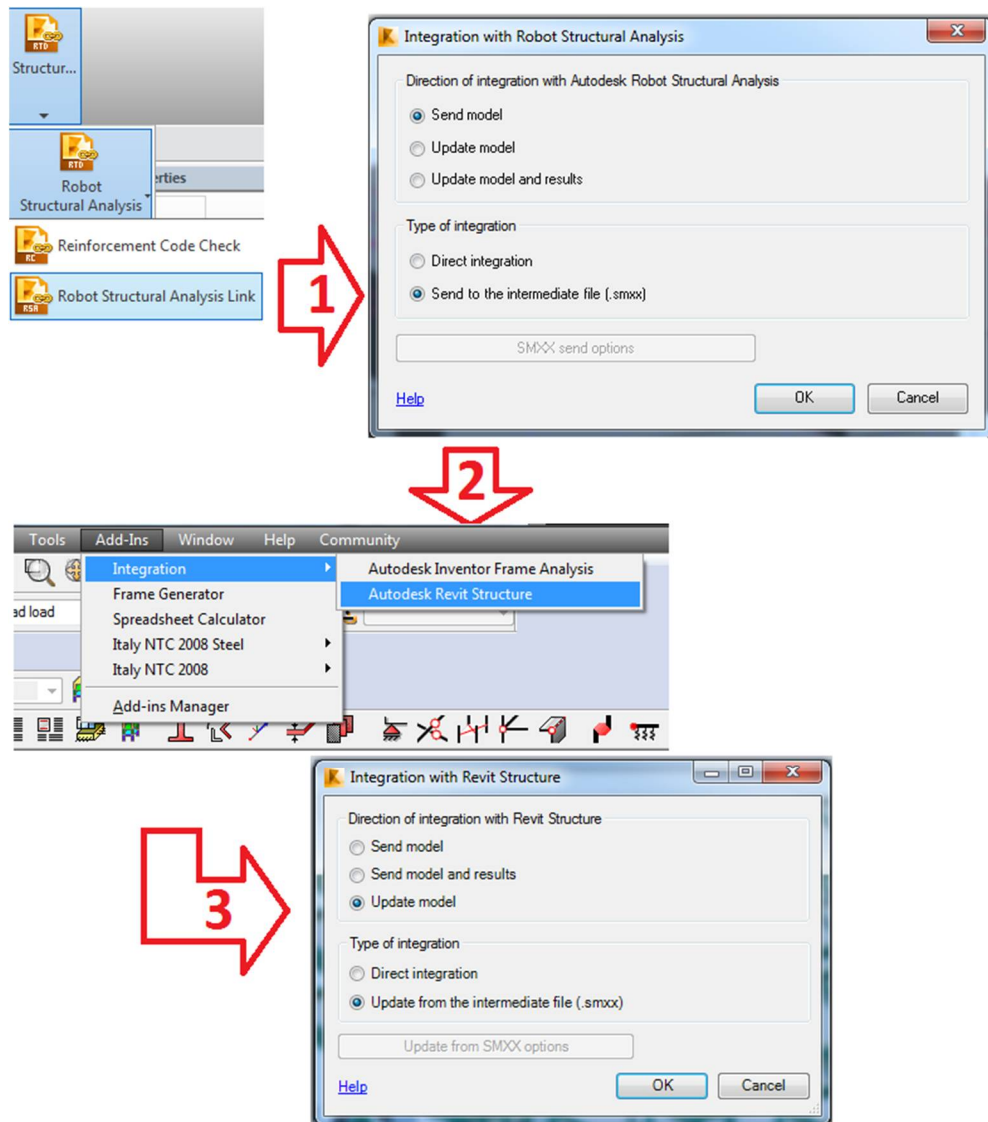 RTD
Structur...
RTD
Robot
Structural Analysis
erties
RC
Reinforcement Code Check
RSA
Robot Structural Analysis Link
1
Integration with Robot Structural Analysis
Direction of integration with Autodesk Robot Structural Analysis
Send model
Update model
Update model and results
Type of integration
Direct integration
Send to the intermediate file (.smxx)
SMXX send options
Help
OK
Cancel
2
Tools Add-Ins Window Help Community
Integration
Autodesk Inventor Frame Analysis
ad load
Frame Generator
Autodesk Revit Structure
Spreadsheet Calculator
Italy NTC 2008 Steel
Italy NTC 2008
Add-ins Manager
3
Integration with Revit Structure
Direction of integration with Revit Structure
Send model
Send model and results
Update model
Type of integration
Direct integration
Update from the intermediate file (.smxx)
Update from SMXX options
Help
OK
Cancel